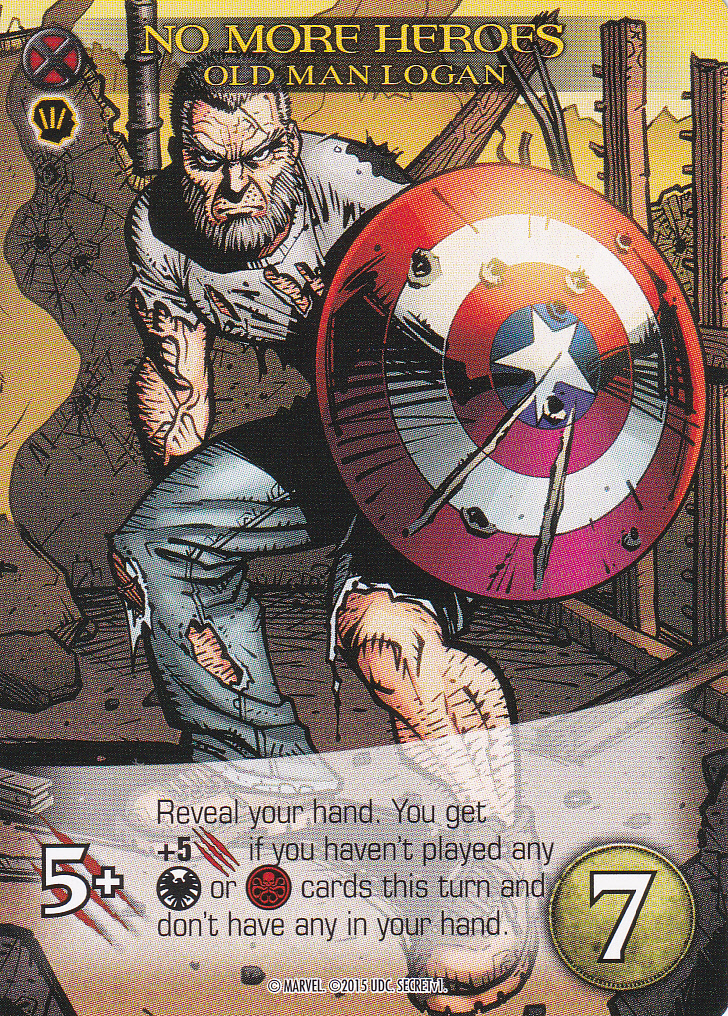 NO MORE HEROES
OLD MAN LOGAN
Reveal your hand. You get
+5 if you haven't played any
or cards this turn and
don't have any in your hand.
5+
7
© MARVEL. ©2015 UDC. SECRETv1.